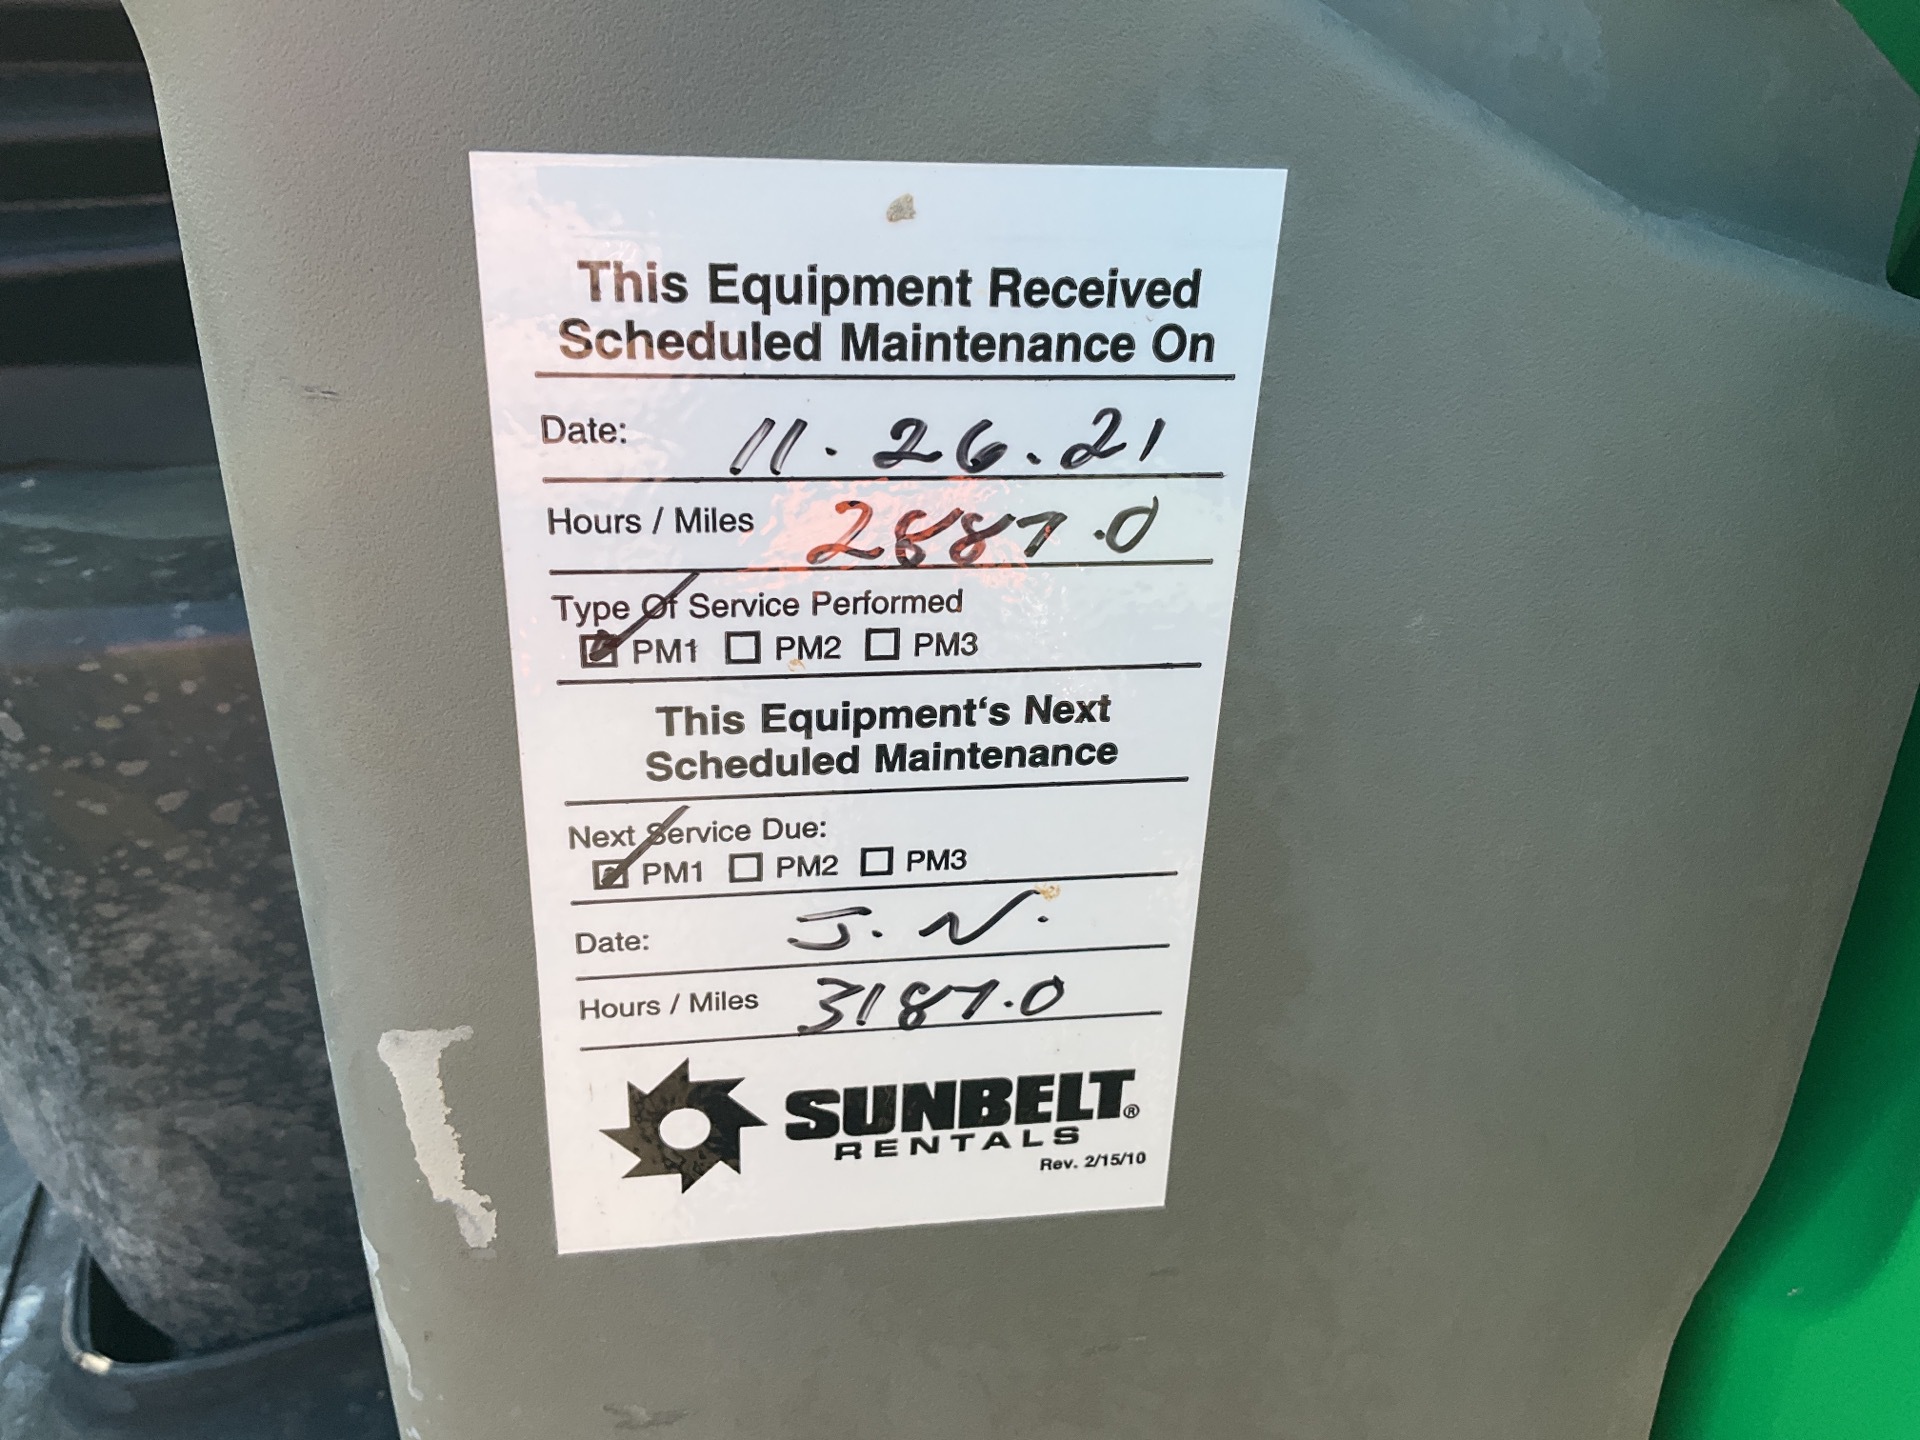 This Equipment Received
Scheduled Maintenance On
Date: 11.26.21
Hours / Miles 2887.0
Type Of Service Performed
PM1 PM2 PM3
This Equipment‘s Next
Scheduled Maintenance
Next Service Due:
PM1 PM2 PM3
Date: J.N.
Hours / Miles 3187.0
SUNBELT®
RENTALS
Rev. 2/15/10